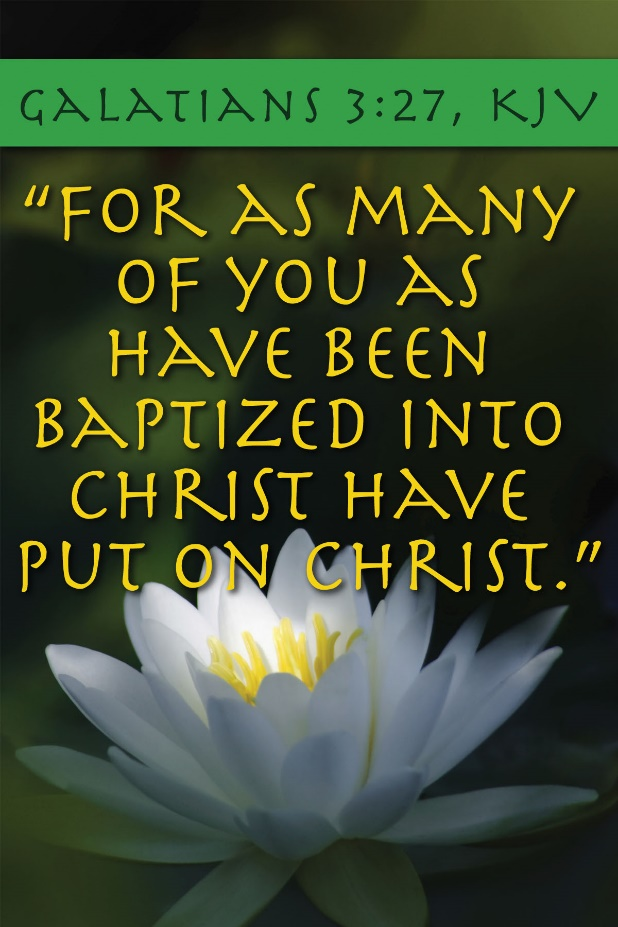 GALATIANS 3:27, KJV
“FOR AS MANY
OF YOU AS
HAVE BEEN
BAPTIZED INTO
CHRIST HAVE
PUT ON CHRIST.”